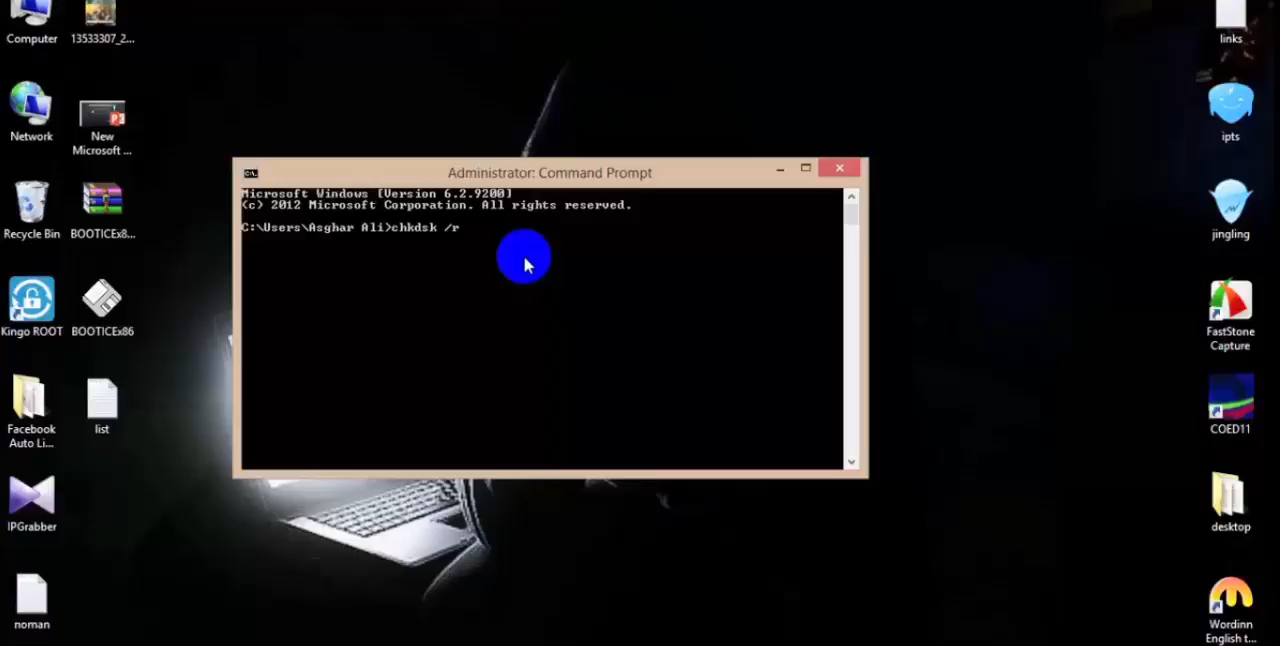 Computer
13533307_2...
Network
New
Microsoft ...
Recycle Bin
BOOTICEx8...
Kingo ROOT
BOOTICEx86
Facebook
Auto Li...
list
IPGrabber
noman
Administrator: Command Prompt
Microsoft Windows [Version 6.2.9200]
(c) 2012 Microsoft Corporation. All rights reserved.
C:\Users\Asghar Ali>chkdsk /r
links
ipts
jingling
FastStone
Capture
COED11
desktop
Wordinn
English t...